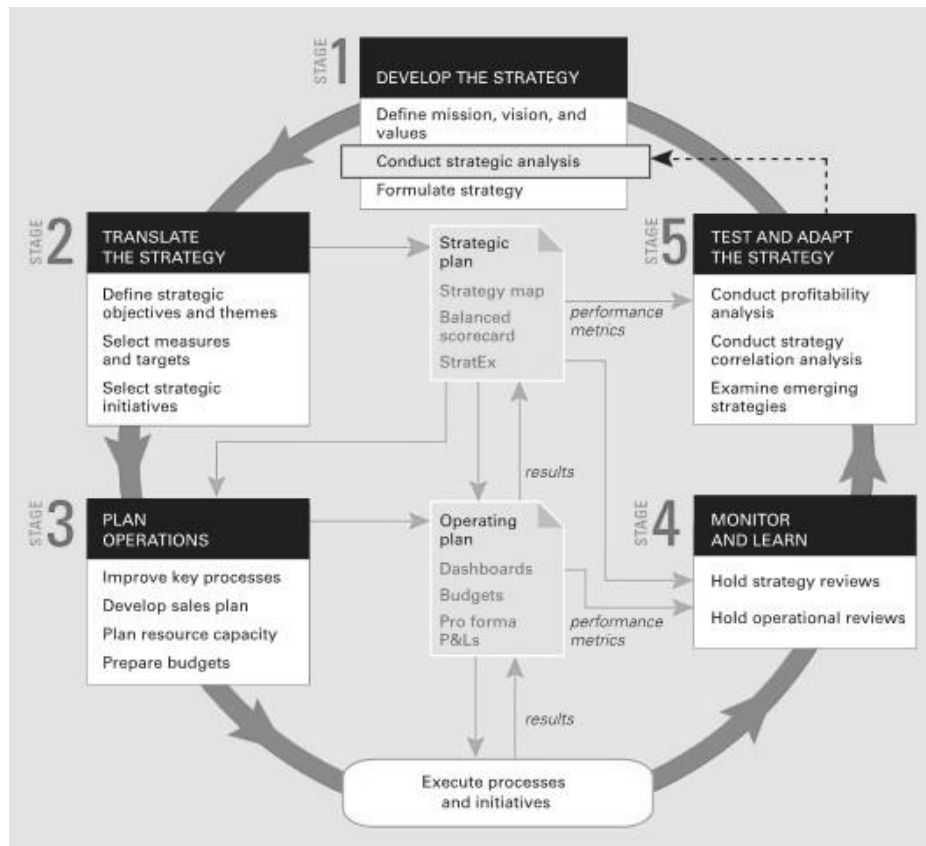 STAGE 1
DEVELOP THE STRATEGY
Define mission, vision, and
values
Conduct strategic analysis
Formulate strategy
STAGE 2
TRANSLATE
THE STRATEGY
Define strategic
objectives and themes
Select measures
and targets
Select strategic
initiatives
Strategic
plan
Strategy map
Balanced
scorecard
StratEx
performance
metrics
STAGE 5
TEST AND ADAPT
THE STRATEGY
Conduct profitability
analysis
Conduct strategy
correlation analysis
Examine emerging
strategies
results
STAGE 3
PLAN
OPERATIONS
Improve key processes
Develop sales plan
Plan resource capacity
Prepare budgets
Operating
plan
Dashboards
Budgets
Pro forma
P&Ls
performance
metrics
STAGE 4
MONITOR
AND LEARN
Hold strategy reviews
Hold operational reviews
results
Execute processes
and initiatives